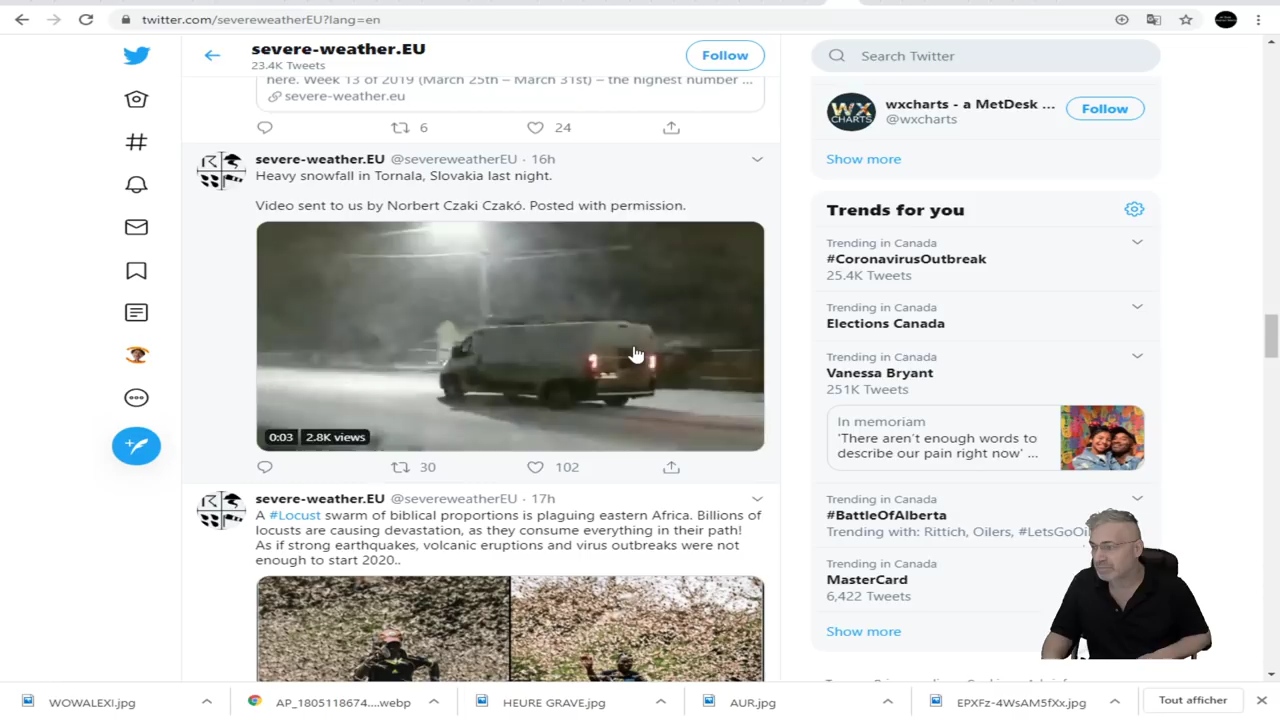 twitter.com/severeweatherEU?lang=en
severe-weather.EU
23.4K Tweets
Follow
here. Week 13 of 2019 (March 25th – March 31st) – the highest number ...
severe-weather.eu
6
24
severe-weather.EU @severeweatherEU · 16h
Heavy snowfall in Tornala, Slovakia last night.
Video sent to us by Norbert Czaki Czakó. Posted with permission.
0:03
2.8K views
30
102
severe-weather.EU @severeweatherEU · 17h
A #Locust swarm of biblical proportions is plaguing eastern Africa. Billions of
locusts are causing devastation, as they consume everything in their path!
As if strong earthquakes, volcanic eruptions and virus outbreaks were not
enough to start 2020..
Search Twitter
WX
CHARTS
wxcharts - a MetDesk ...
@wxcharts
Follow
Show more
Trends for you
Trending in Canada
#CoronavirusOutbreak
25.4K Tweets
Trending in Canada
Elections Canada
Trending in Canada
Vanessa Bryant
251K Tweets
In memoriam
'There aren't enough words to
describe our pain right now' ...
Trending in Canada
#BattleOfAlberta
Trending with: Rittich, Oilers, #LetsGoOi
Trending in Canada
MasterCard
6,422 Tweets
Show more
WOWALEXI.jpg
AP_1805118674....webp
HEURE GRAVE.jpg
AUR.jpg
EPXFz-4WsAM5fXx.jpg
Tout afficher